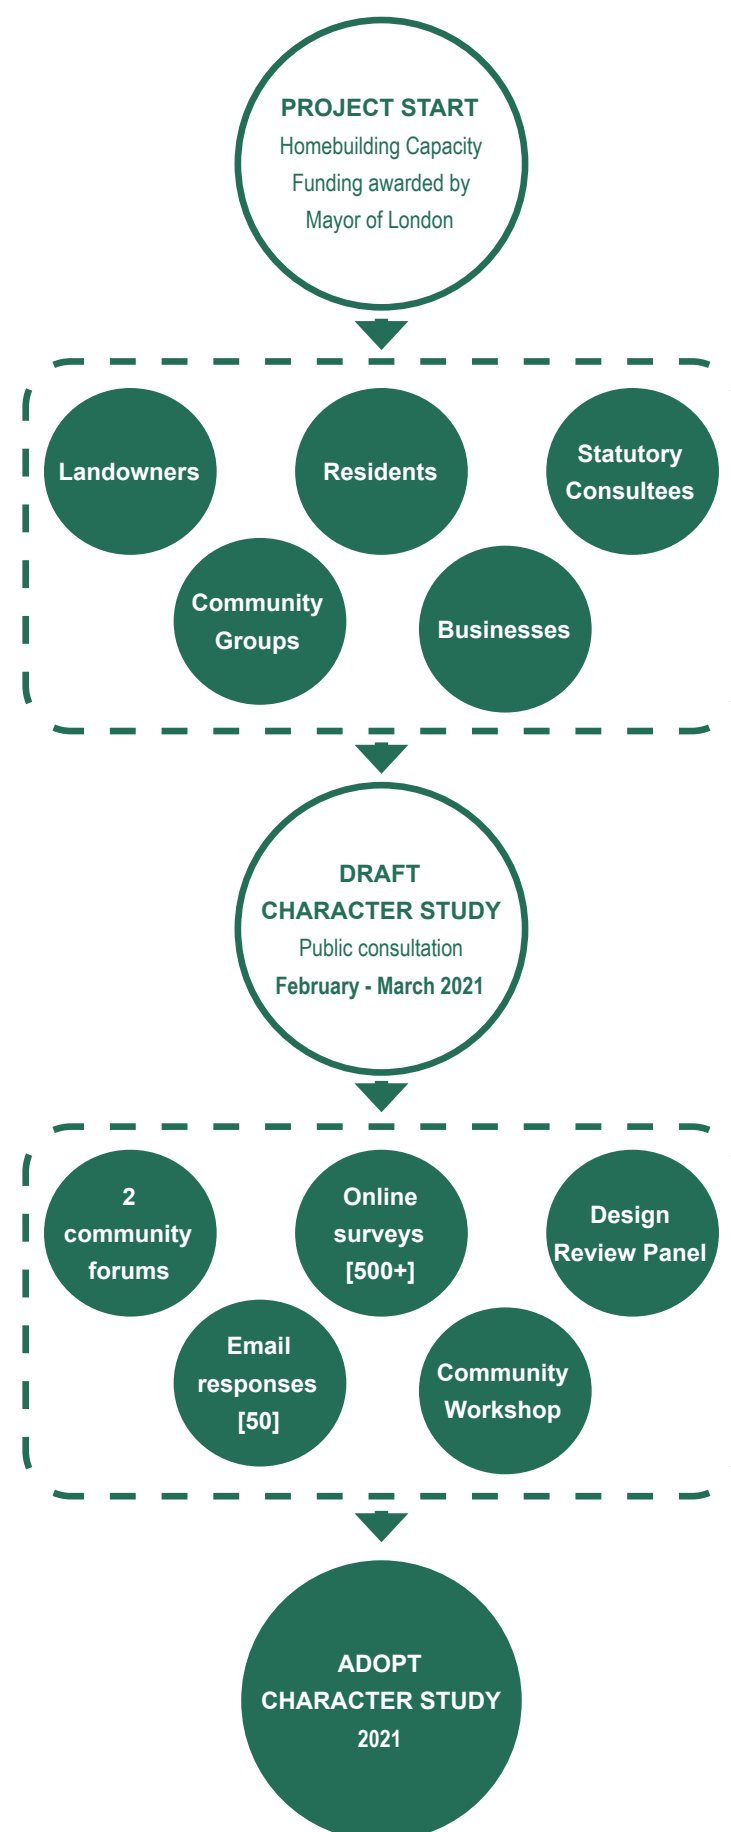 PROJECT START
Homebuilding Capacity
Funding awarded by
Mayor of London
Landowners
Residents
Statutory
Consultees
Community
Groups
Businesses
DRAFT
CHARACTER STUDY
Public consultation
February - March 2021
2
community
forums
Online
surveys
[500+]
Design
Review Panel
Email
responses
[50]
Community
Workshop
ADOPT
CHARACTER STUDY
2021